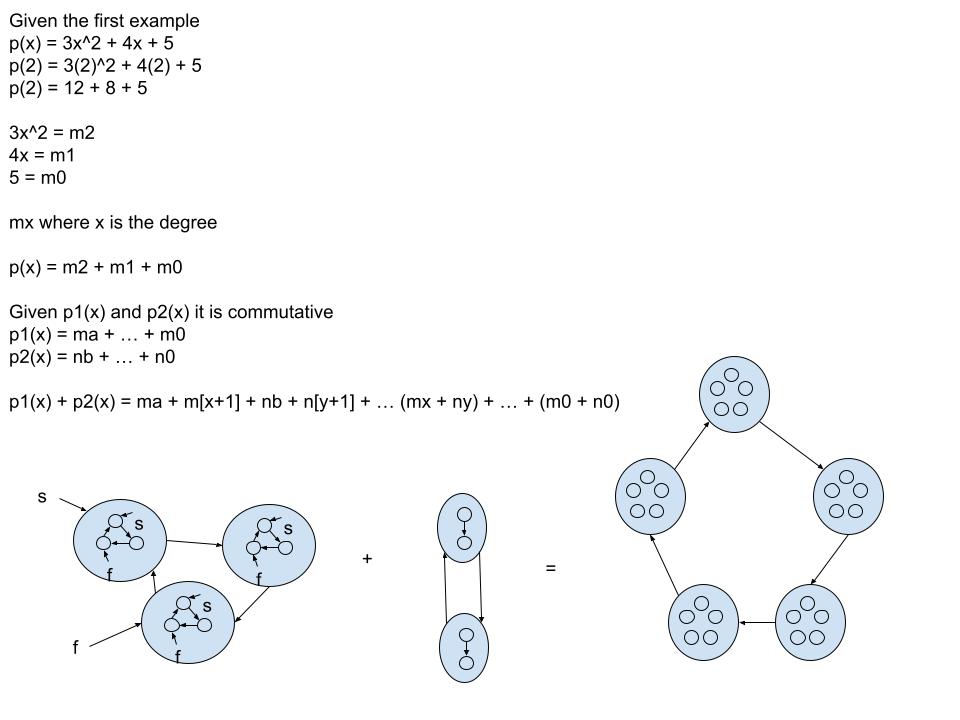 Given the first example
p(x) = 3x^2 + 4x + 5
p(2) = 3(2)^2 + 4(2) + 5
p(2) = 12 + 8 + 5
3x^2 = m2
4x = m1
5 = m0
mx where x is the degree
p(x) = m2 + m1 + m0
Given p1(x) and p2(x) it is commutative
p1(x) = ma + … + m0
p2(x) = nb + … + n0
p1(x) + p2(x) = ma + m[x+1] + nb + n[y+1] + … (mx + ny) + … + (m0 + n0)
s
s
f
s
f
s
f
f
+
=